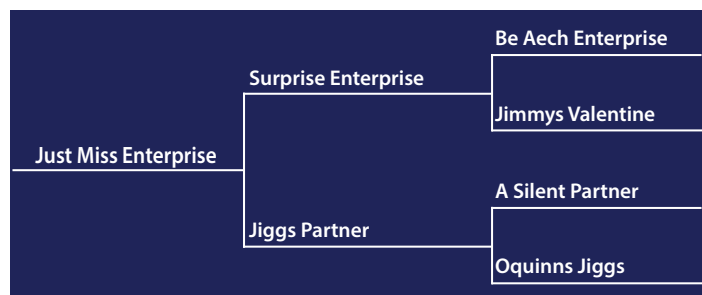 Be Aech Enterprise
Surprise Enterprise
Jimmys Valentine
Just Miss Enterprise
A Silent Partner
Jiggs Partner
Oquinns Jiggs